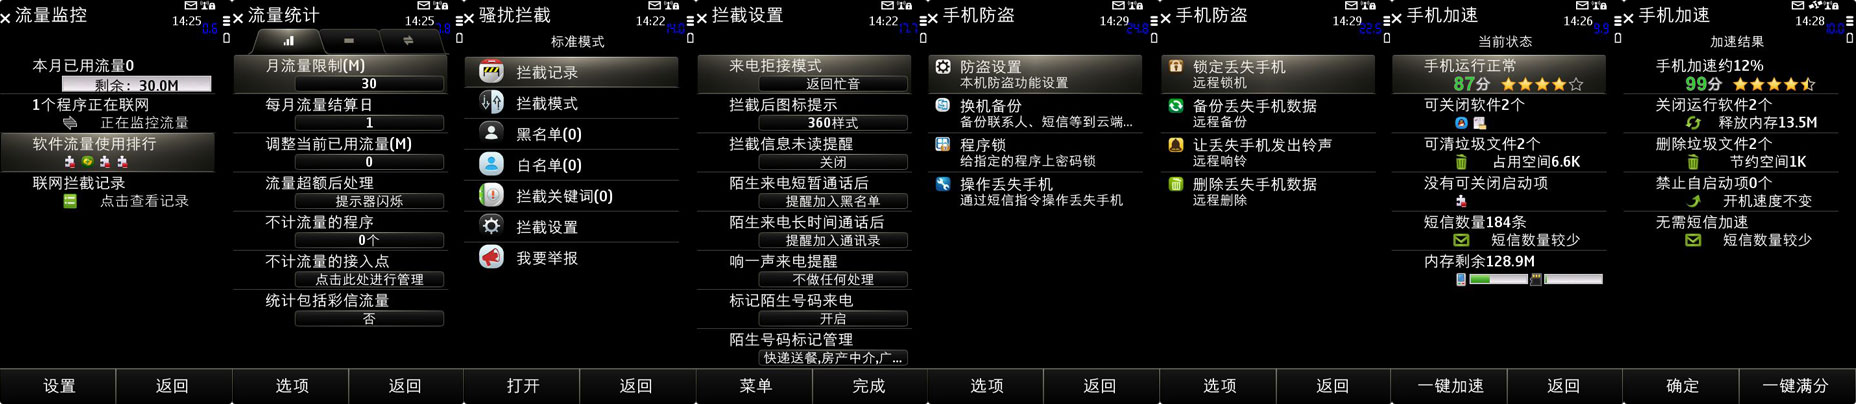 流量监控
14:25
0.6
本月已用流量0
剩余：30.0M
1个程序正在联网
正在监控流量
软件流量使用排行
联网拦截记录
点击查看记录
设置
返回
流量统计
14:25
月流量限制(M)
30
每月流量结算日
1
调整当前已用流量(M)
0
流量超额后处理
提示器闪烁
不计流量的程序
0个
不计流量的接入点
点击此处进行管理
统计包括彩信流量
否
选项
返回
骚扰拦截
14:22
标准模式
拦截记录
拦截模式
黑名单(0)
白名单(0)
拦截关键词(0)
拦截设置
我要举报
打开
返回
拦截设置
14:22
来电拒接模式
返回忙音
拦截后图标提示
360样式
拦截信息未读提醒
关闭
陌生来电短暂通话后
提醒加入黑名单
陌生来电长时间通话后
提醒加入通讯录
响一声来电提醒
不做任何处理
标记陌生号码来电
开启
陌生号码标记管理
快递送餐,房产中介,广...
菜单
完成
手机防盗
14:29
24.8
防盗设置
本机防盗功能设置
换机备份
备份联系人、短信等到云端...
程序锁
给指定的程序上密码锁
操作丢失手机
通过短信指令操作丢失手机
选项
返回
手机防盗
14:29
22.5
锁定丢失手机
远程锁机
备份丢失手机数据
远程备份
让丢失手机发出铃声
远程响铃
删除丢失手机数据
远程删除
选项
返回
手机加速
14:26
9.9
当前状态
手机运行正常
87分
可关闭软件2个
可清垃圾文件2个
占用空间6.6K
没有可关闭启动项
短信数量184条
短信数量较少
内存剩余128.9M
一键加速
返回
手机加速
14:28
10.0
加速结果
手机加速约12%
99分
关闭运行软件2个
释放内存13.5M
删除垃圾文件2个
节约空间1K
禁止自启动项0个
开机速度不变
无需短信加速
短信数量较少
确定
一键满分